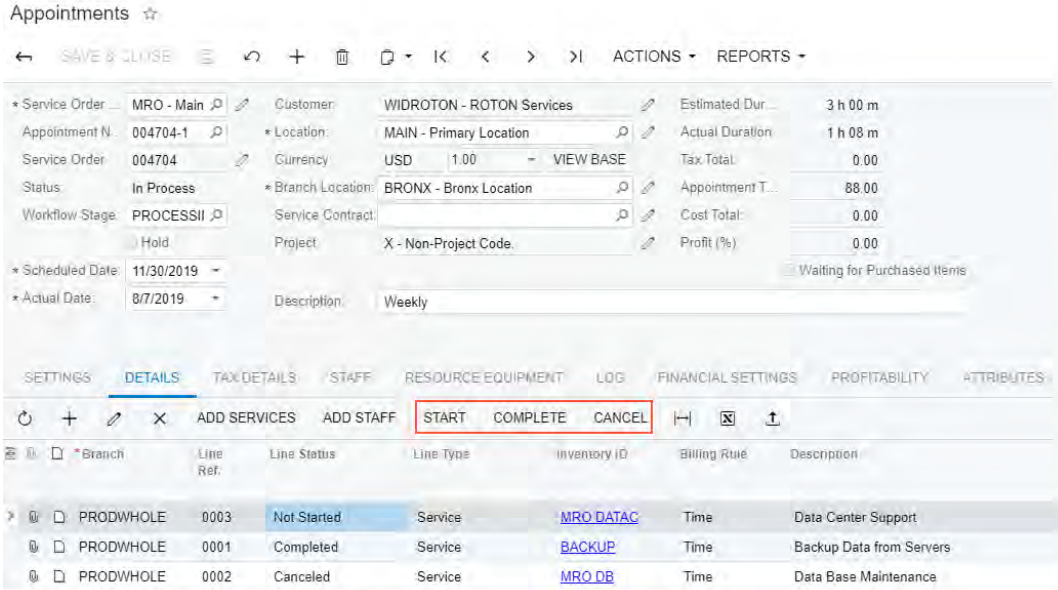 Appointments
SAVE & CLOSE ACTIONS REPORTS
* Service Order ... MRO - Main Customer: WIDROTON - ROTON Services Estimated Dur... 3 h 00 m
Appointment N... 004704-1 * Location: MAIN - Primary Location Actual Duration 1 h 08 m
Service Order 004704 Currency USD 1.00 VIEW BASE Tax Total: 0.00
Status: In Process * Branch Location: BRONX - Bronx Location Appointment T... 88.00
Workflow Stage: PROCESSII Service Contract: Cost Total: 0.00
Hold Project X - Non-Project Code. Profit (%) 0.00
* Scheduled Date: 11/30/2019 Waiting for Purchased Items
* Actual Date: 8/7/2019 Description: Weekly
SETTINGS DETAILS TAX DETAILS STAFF RESOURCE EQUIPMENT LOG FINANCIAL SETTINGS PROFITABILITY ATTRIBUTES
ADD SERVICES ADD STAFF START COMPLETE CANCEL
* Branch Line Ref. Line Status Line Type Inventory ID Billing Rule Description
PRODWHOLE 0003 Not Started Service MRO DATAC Time Data Center Support
PRODWHOLE 0001 Completed Service BACKUP Time Backup Data from Servers
PRODWHOLE 0002 Canceled Service MRO DB Time Data Base Maintenance